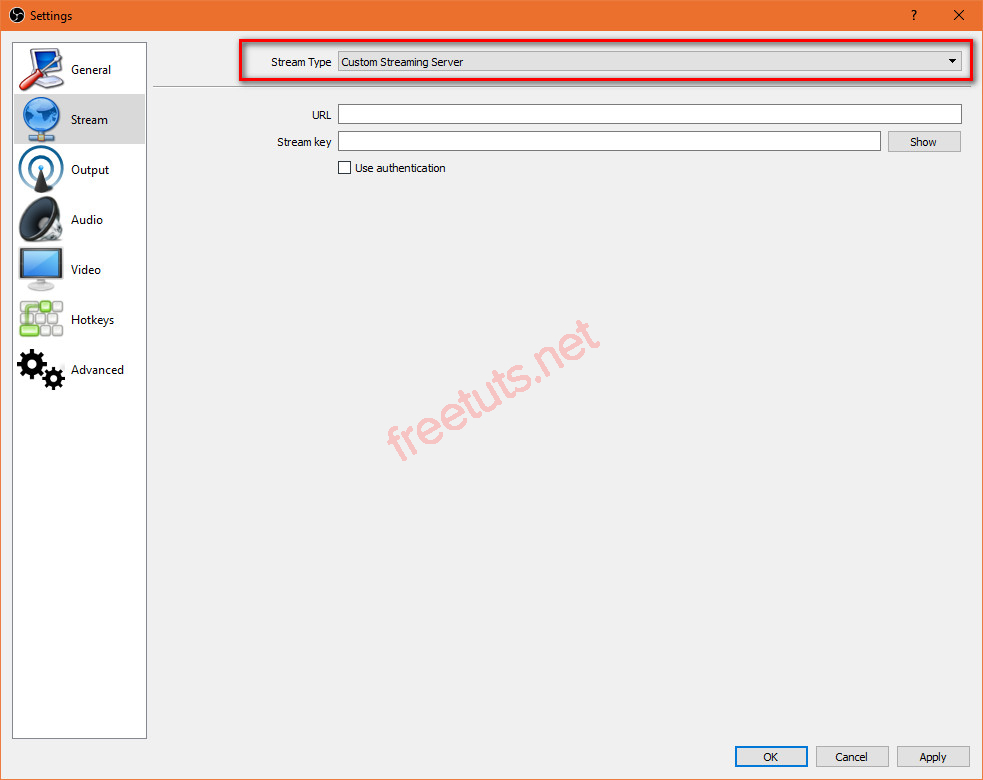 Settings
?
General
Stream
Output
Audio
Video
Hotkeys
Advanced
Stream Type Custom Streaming Server
URL
Stream key Show
Use authentication
freetuts.net
OK Cancel Apply